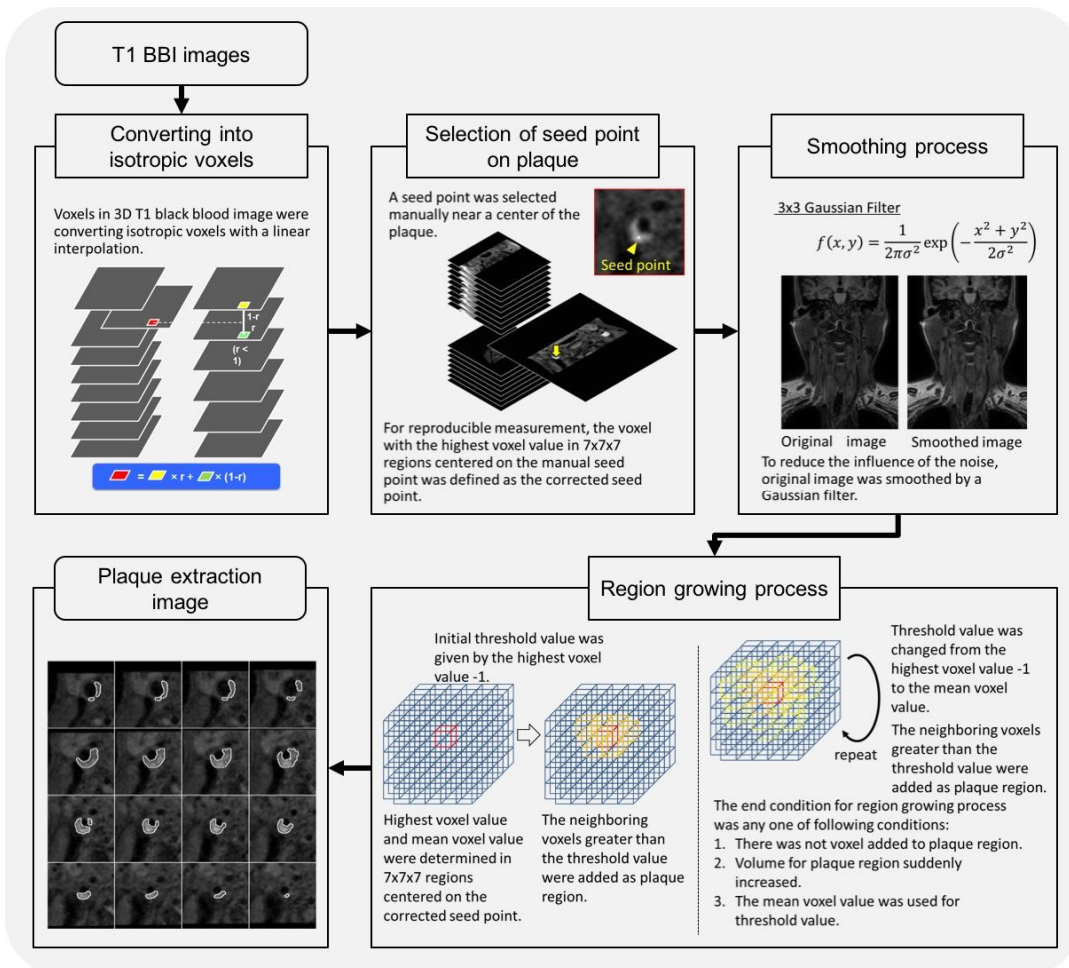 T1 BBI images
Converting into
isotropic voxels
Voxels in 3D T1 black blood image were
converting isotropic voxels with a linear
interpolation.
1-r
r
(r <
1)
= × r + × (1-r)
Selection of seed point
on plaque
A seed point was selected
manually near a center of the
plaque.
Seed point
For reproducible measurement, the voxel
with the highest voxel value in 7x7x7
regions centered on the manual seed
point was defined as the corrected seed
point.
Smoothing process
3x3 Gaussian Filter
f(x, y) = 1/(2πσ²) exp(−(x² + y²)/(2σ²))
Original image
Smoothed image
To reduce the influence of the noise,
original image was smoothed by a
Gaussian filter.
Region growing process
Initial threshold value was
given by the highest voxel
value -1.
Highest voxel value
and mean voxel value
were determined in
7x7x7 regions
centered on the
corrected seed point.
The neighboring
voxels greater than
the threshold value
were added as plaque
region.
Threshold value was
changed from the
highest voxel value -1
to the mean voxel
value.
repeat
The neighboring voxels
greater than the
threshold value were
added as plaque region.
The end condition for region growing process
was any one of following conditions:
1. There was not voxel added to plaque region.
2. Volume for plaque region suddenly
increased.
3. The mean voxel value was used for
threshold value.
Plaque extraction
image